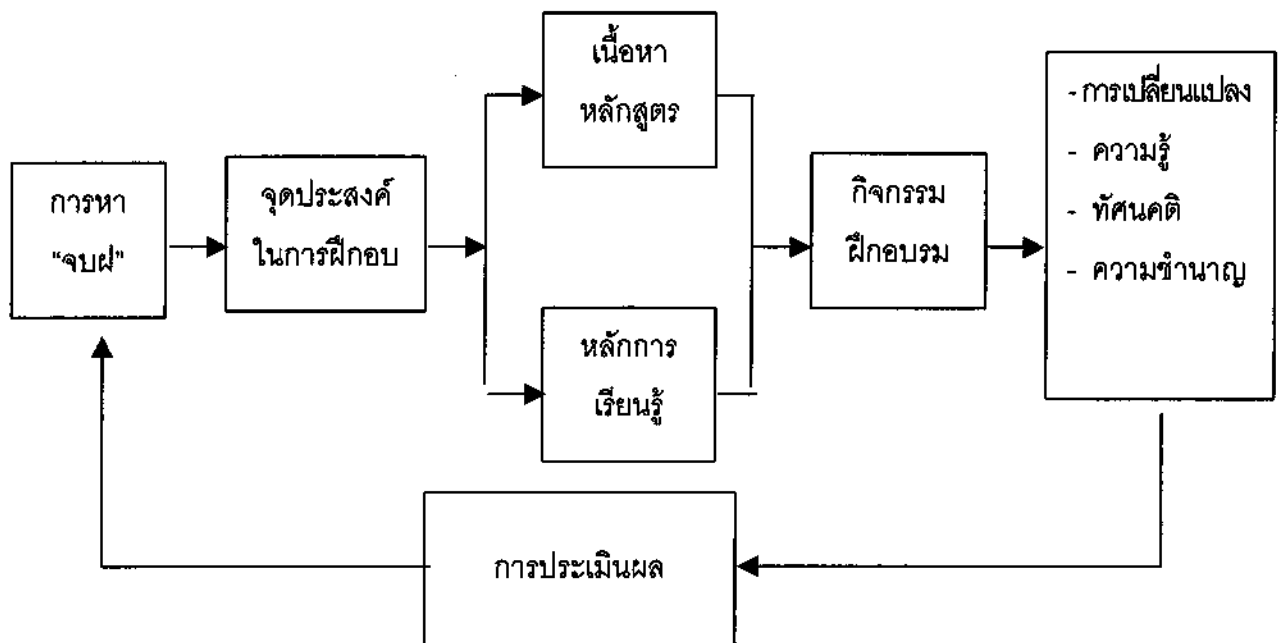 การหา
"จบฝ"
จุดประสงค์
ในการฝึกอบ
เนื้อหา
หลักสูตร
หลักการ
เรียนรู้
กิจกรรม
ฝึกอบรม
-การเปลี่ยนแปลง
- ความรู้
- ทัศนคติ
- ความชำนาญ
การประเมินผล